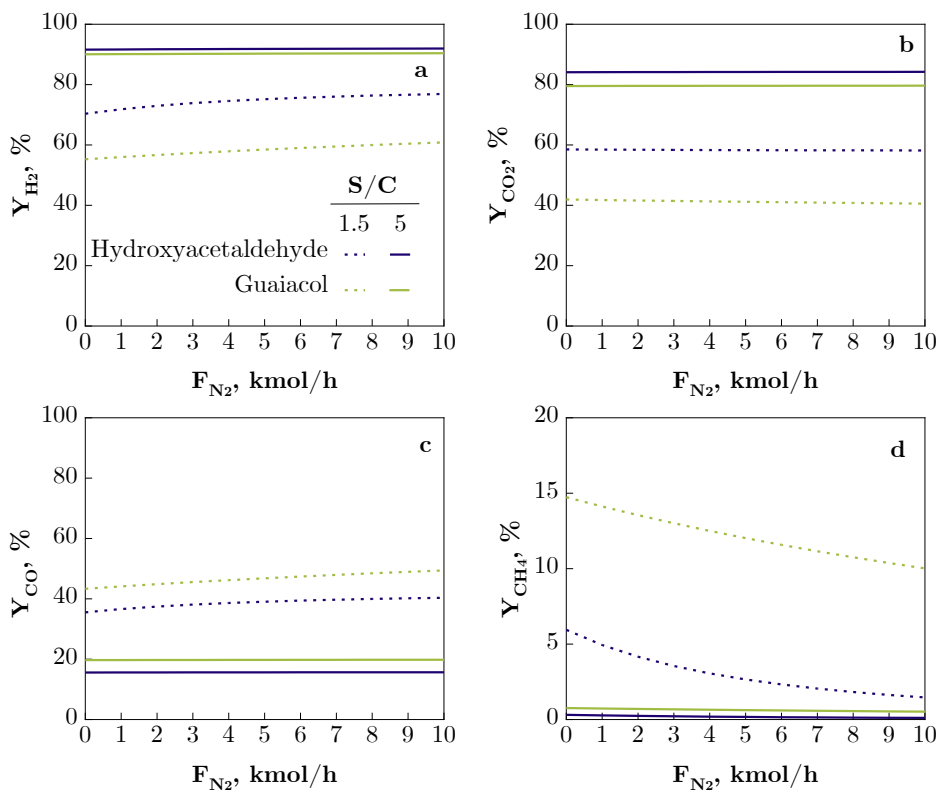 100
80
60
40
20
0
Y_H2, %
a
S/C
1.5 5
Hydroxyacetaldehyde
Guaiacol
0 1 2 3 4 5 6 7 8 9 10
F_N2, kmol/h
100
80
60
40
20
0
Y_CO2, %
b
0 1 2 3 4 5 6 7 8 9 10
F_N2, kmol/h
100
80
60
40
20
0
Y_CO, %
c
0 1 2 3 4 5 6 7 8 9 10
F_N2, kmol/h
20
15
10
5
0
Y_CH4, %
d
0 1 2 3 4 5 6 7 8 9 10
F_N2, kmol/h